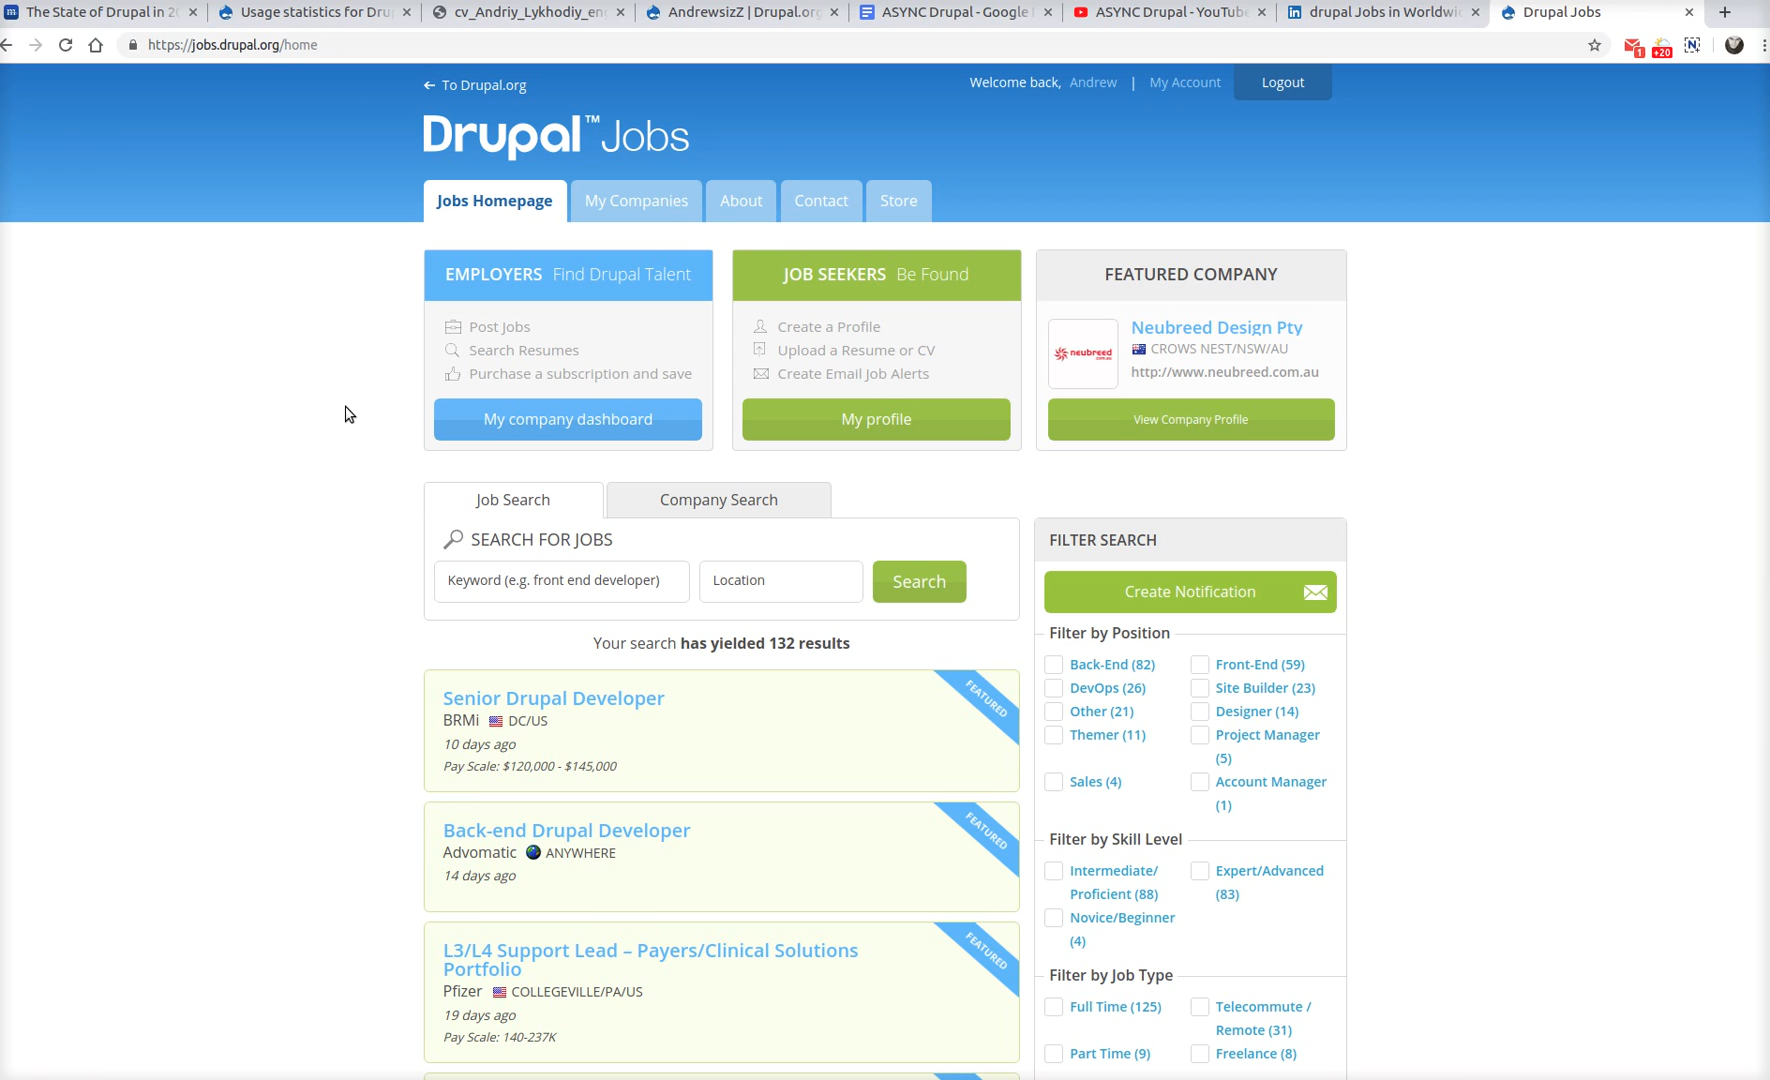 The State of Drupal in 20
Usage statistics for Dru
cv_Andriy_Lykhodiy_en
AndrewsizZ | Drupal.org
ASYNC Drupal - Google
ASYNC Drupal - YouTube
drupal Jobs in Worldwi
Drupal Jobs
https://jobs.drupal.org/home
1
+20
← To Drupal.org
Welcome back, Andrew | My Account Logout
Drupal™ Jobs
Jobs Homepage My Companies About Contact Store
EMPLOYERS Find Drupal Talent
Post Jobs
Search Resumes
Purchase a subscription and save
My company dashboard
JOB SEEKERS Be Found
Create a Profile
Upload a Resume or CV
Create Email Job Alerts
My profile
FEATURED COMPANY
neubreed
com.au
Neubreed Design Pty
CROWS NEST/NSW/AU
http://www.neubreed.com.au
View Company Profile
Job Search Company Search
SEARCH FOR JOBS
Keyword (e.g. front end developer) Location Search
Your search has yielded 132 results
Senior Drupal Developer
FEATURED
BRMi DC/US
10 days ago
Pay Scale: $120,000 - $145,000
Back-end Drupal Developer
FEATURED
Advomatic ANYWHERE
14 days ago
L3/L4 Support Lead – Payers/Clinical Solutions
Portfolio
FEATURED
Pfizer COLLEGEVILLE/PA/US
19 days ago
Pay Scale: 140-237K
FILTER SEARCH
Create Notification
Filter by Position
Back-End (82) Front-End (59)
DevOps (26) Site Builder (23)
Other (21) Designer (14)
Themer (11) Project Manager
(5)
Sales (4) Account Manager
(1)
Filter by Skill Level
Intermediate/ Expert/Advanced
Proficient (88) (83)
Novice/Beginner
(4)
Filter by Job Type
Full Time (125) Telecommute /
Remote (31)
Part Time (9) Freelance (8)